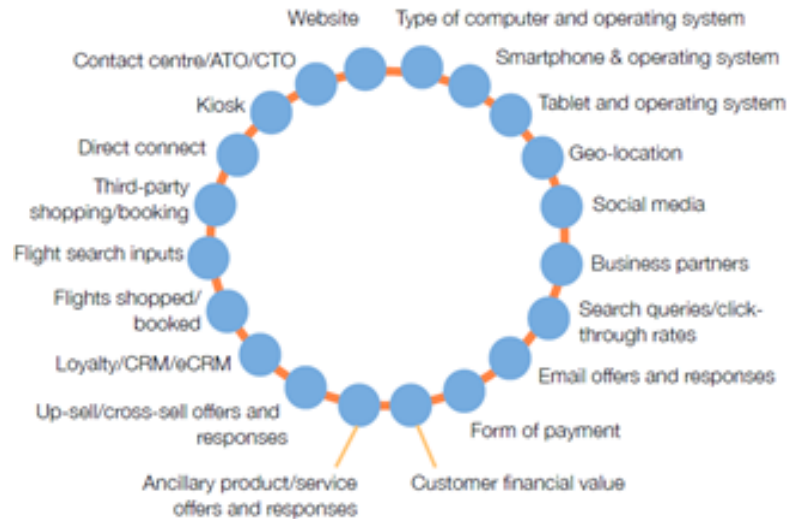 Website
Type of computer and operating system
Contact centre/ATO/CTO
Smartphone & operating system
Kiosk
Tablet and operating system
Direct connect
Geo-location
Third-party
shopping/booking
Social media
Flight search inputs
Business partners
Flights shopped/
booked
Search queries/click-
through rates
Loyalty/CRM/eCRM
Email offers and responses
Up-sell/cross-sell offers and
responses
Form of payment
Ancillary product/service
offers and responses
Customer financial value